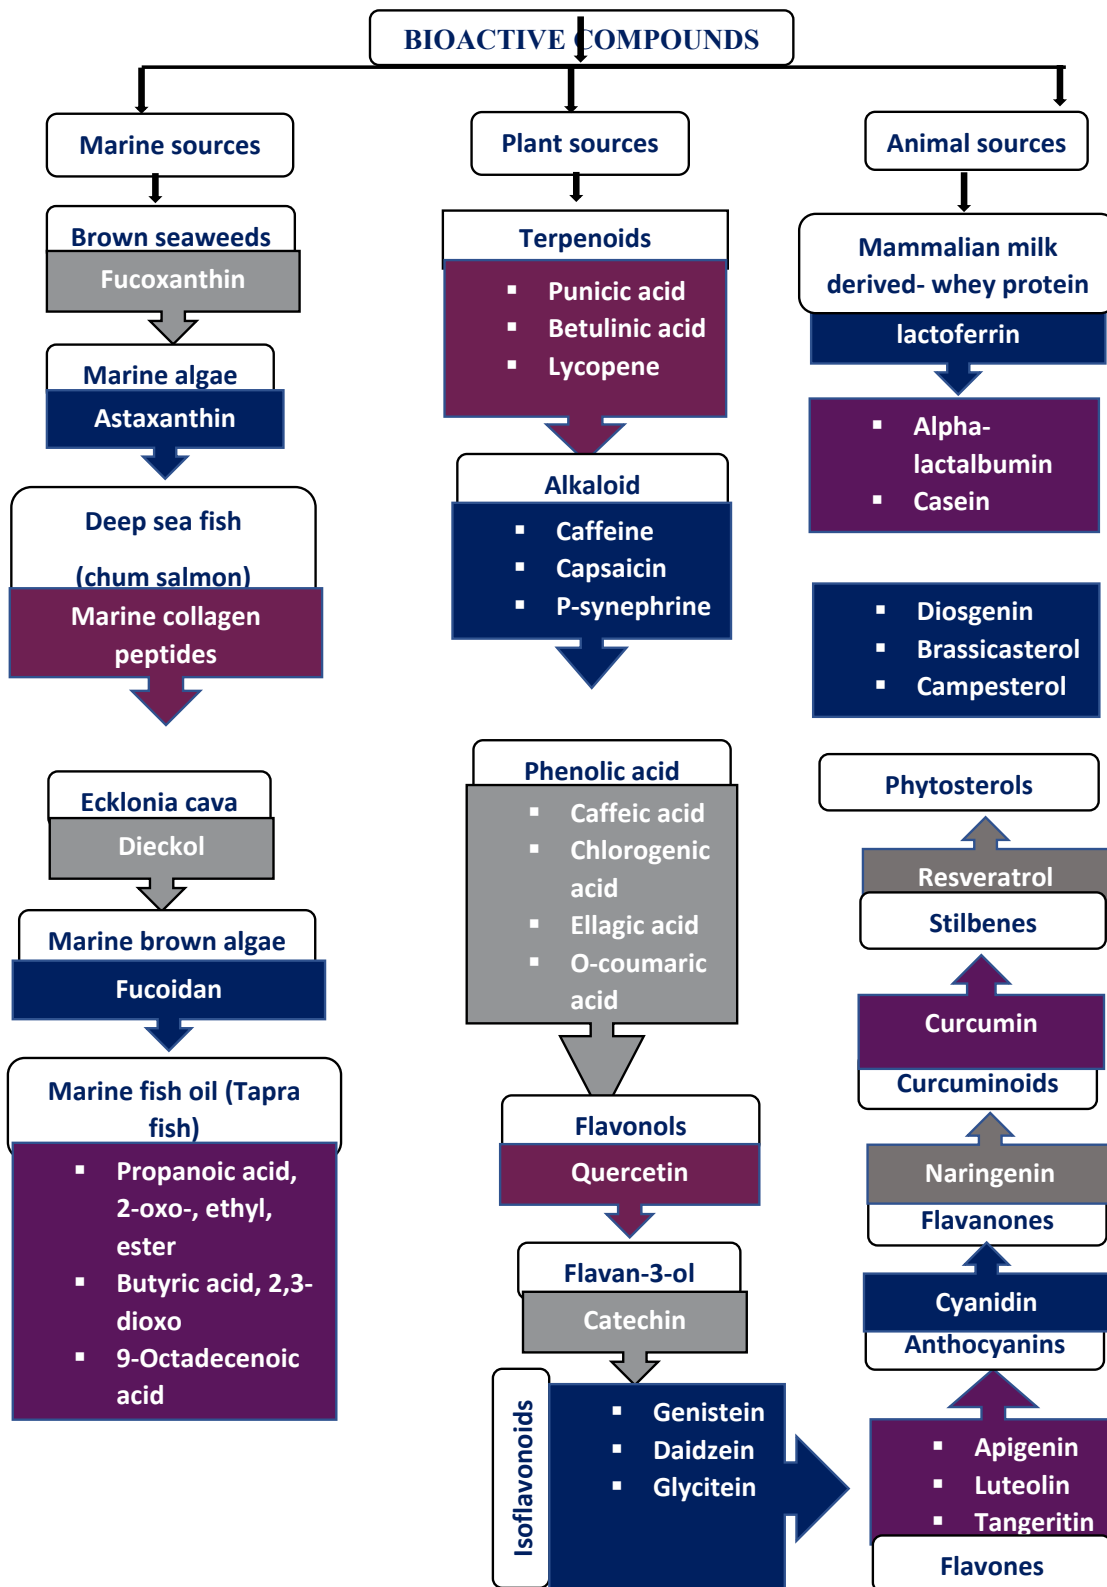 BIOACTIVE COMPOUNDS
Marine sources
Brown seaweeds
Fucoxanthin
Marine algae
Astaxanthin
Deep sea fish
(chum salmon)
Marine collagen
peptides
Ecklonia cava
Dieckol
Marine brown algae
Fucoidan
Marine fish oil (Tapra
fish)
▪ Propanoic acid,
2-oxo-, ethyl,
ester
▪ Butyric acid, 2,3-
dioxo
▪ 9-Octadecenoic
acid
Plant sources
Terpenoids
▪ Punicic acid
▪ Betulinic acid
▪ Lycopene
Alkaloid
▪ Caffeine
▪ Capsaicin
▪ P-synephrine
Phenolic acid
▪ Caffeic acid
▪ Chlorogenic
acid
▪ Ellagic acid
▪ O-coumaric
acid
Flavonols
Quercetin
Flavan-3-ol
Catechin
Isoflavonoids
▪ Genistein
▪ Daidzein
▪ Glycitein
Animal sources
Mammalian milk
derived- whey protein
lactoferrin
▪ Alpha-
lactalbumin
▪ Casein
▪ Diosgenin
▪ Brassicasterol
▪ Campesterol
Phytosterols
Resveratrol
Stilbenes
Curcumin
Curcuminoids
Naringenin
Flavanones
Cyanidin
Anthocyanins
▪ Apigenin
▪ Luteolin
▪ Tangeritin
Flavones